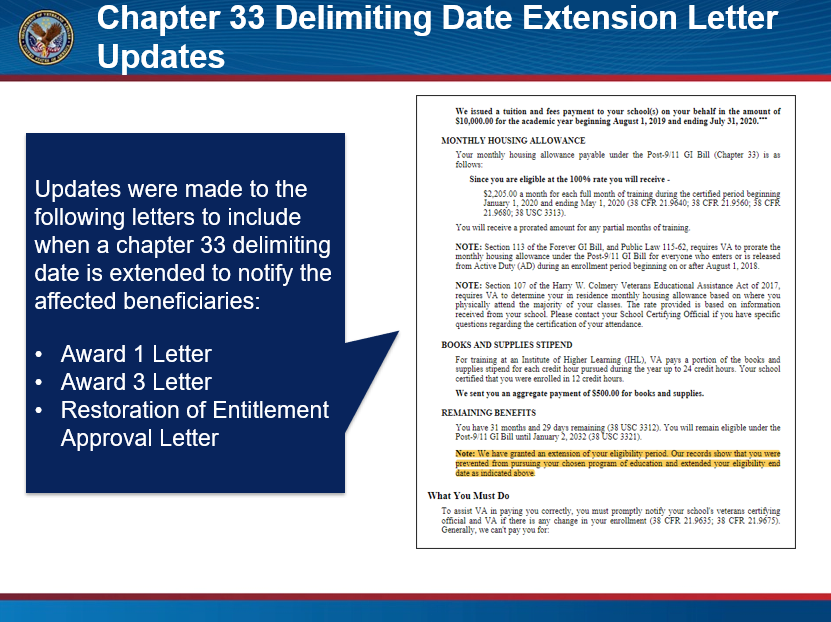 Chapter 33 Delimiting Date Extension Letter
Updates
Updates were made to the
following letters to include
when a chapter 33 delimiting
date is extended to notify the
affected beneficiaries:
• Award 1 Letter
• Award 3 Letter
• Restoration of Entitlement
Approval Letter
We issued a tuition and fees payment to your school(s) on your behalf in the amount of
$10,000.00 for the academic year beginning August 1, 2019 and ending July 31, 2020.***
MONTHLY HOUSING ALLOWANCE
Your monthly housing allowance payable under the Post-9/11 GI Bill (Chapter 33) is as
follows:
Since you are eligible at the 100% rate you will receive -
$2,205.00 a month for each full month of training during the certified period beginning
January 1, 2020 and ending May 1, 2020 (38 CFR 21.9640; 38 CFR 21.9560; 38 CFR
21.9680; 38 USC 3313).
You will receive a prorated amount for any partial months of training.
NOTE: Section 113 of the Forever GI Bill, and Public Law 115-62, requires VA to prorate the
monthly housing allowance under the Post-9/11 GI Bill for everyone who enters or is released
from Active Duty (AD) during an enrollment period beginning on or after August 1, 2018.
NOTE: Section 107 of the Harry W. Colmery Veterans Educational Assistance Act of 2017,
requires VA to determine your in residence monthly housing allowance based on where you
physically attend the majority of your classes. The rate provided is based on information
received from your school. Please contact your School Certifying Official if you have specific
questions regarding the certification of your attendance.
BOOKS AND SUPPLIES STIPEND
For training at an Institute of Higher Learning (IHL), VA pays a portion of the books and
supplies stipend for each credit hour pursued during the year up to 24 credit hours. Your school
certified that you were enrolled in 12 credit hours.
We sent you an aggregate payment of $500.00 for books and supplies.
REMAINING BENEFITS
You have 31 months and 29 days remaining (38 USC 3312). You will remain eligible under the
Post-9/11 GI Bill until January 2, 2032 (38 USC 3321).
Note: We have granted an extension of your eligibility period. Our records show that you were
prevented from pursuing your chosen program of education and extended your eligibility end
date as indicated above.
What You Must Do
To assist VA in paying you correctly, you must promptly notify your school's veterans certifying
official and VA if there is any change in your enrollment (38 CFR 21.9635; 38 CFR 21.9675).
Generally, we can't pay you for: